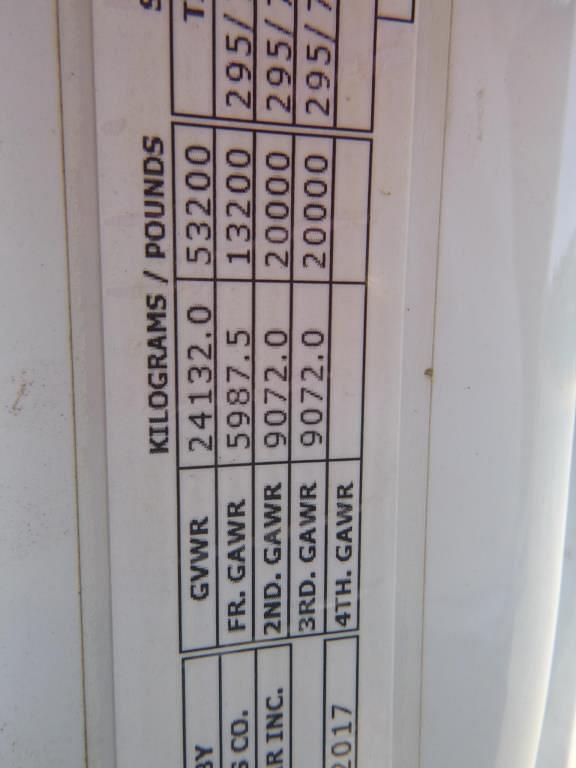 KILOGRAMS / POUNDS
GVWR 24132.0 53200
FR. GAWR 5987.5 13200 295/
2ND. GAWR 9072.0 20000 295/
3RD. GAWR 9072.0 20000 295/
4TH. GAWR
BY
S CO.
R INC.
2017